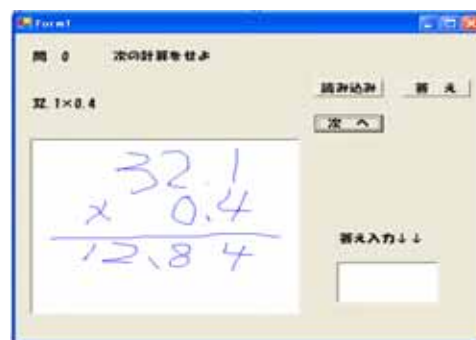 Form1
問 0 次の計算をせよ
読み込み 答 え
32.1×0.4
次 へ
32.1
× 0.4
12.84
答え入力↓↓